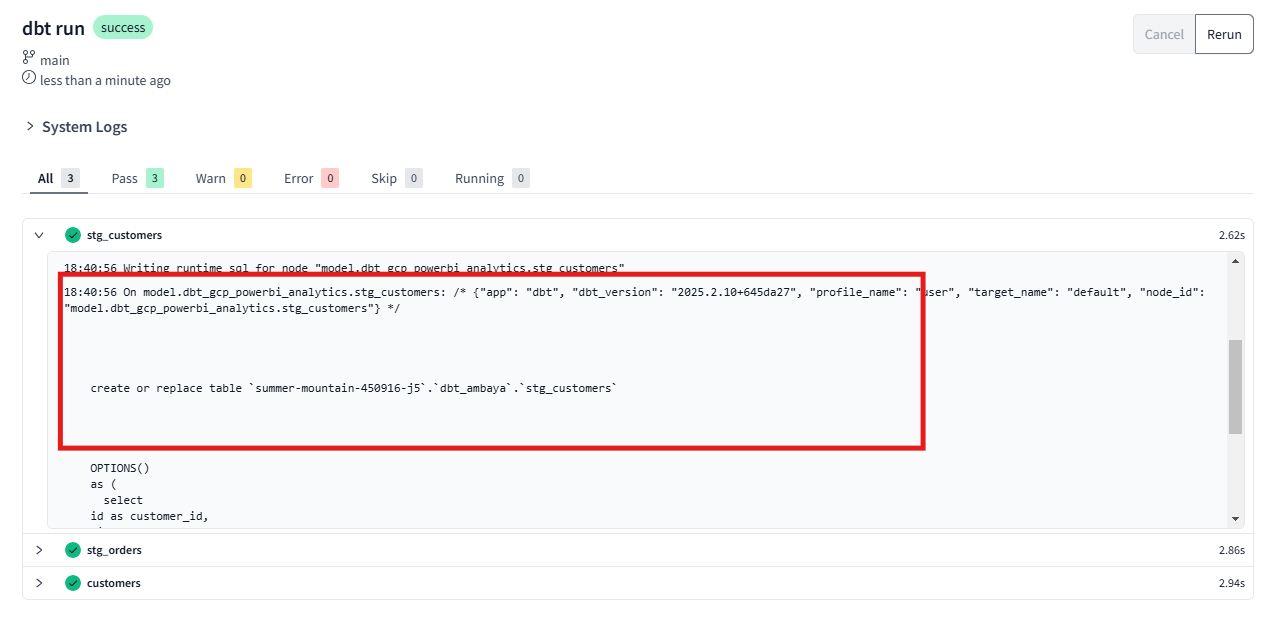 dbt run success
Cancel Rerun
main
less than a minute ago
System Logs
All 3 Pass 3 Warn 0 Error 0 Skip 0 Running 0
stg_customers 2.62s
18:40:56 Writing runtime sql for node "model.dbt_gcp_powerbi_analytics.stg_customers"
18:40:56 On model.dbt_gcp_powerbi_analytics.stg_customers: /* {"app": "dbt", "dbt_version": "2025.2.10+645da27", "profile_name": "user", "target_name": "default", "node_id":
"model.dbt_gcp_powerbi_analytics.stg_customers"} */
create or replace table `summer-mountain-450916-j5`.`dbt_ambaya`.`stg_customers`
OPTIONS()
as (
select
id as customer_id,
stg_orders 2.86s
customers 2.94s